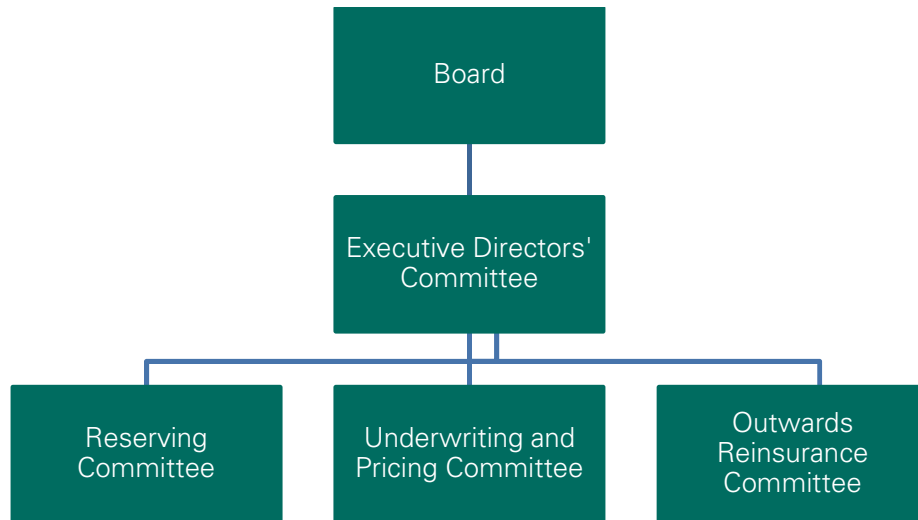 Board
Executive Directors'
Committee
Reserving
Committee
Underwriting and
Pricing Committee
Outwards
Reinsurance
Committee